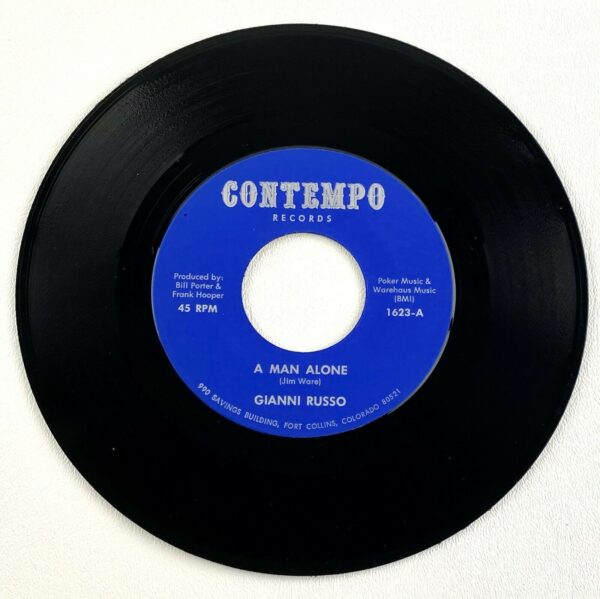 CONTEMPO
RECORDS
Produced by:
Bill Porter &
Frank Hooper
45 RPM
Poker Music &
Warehaus Music
(BMI)
1623-A
A MAN ALONE
(Jim Ware)
GIANNI RUSSO
990 SAVINGS BUILDING, FORT COLLINS, COLORADO 80521